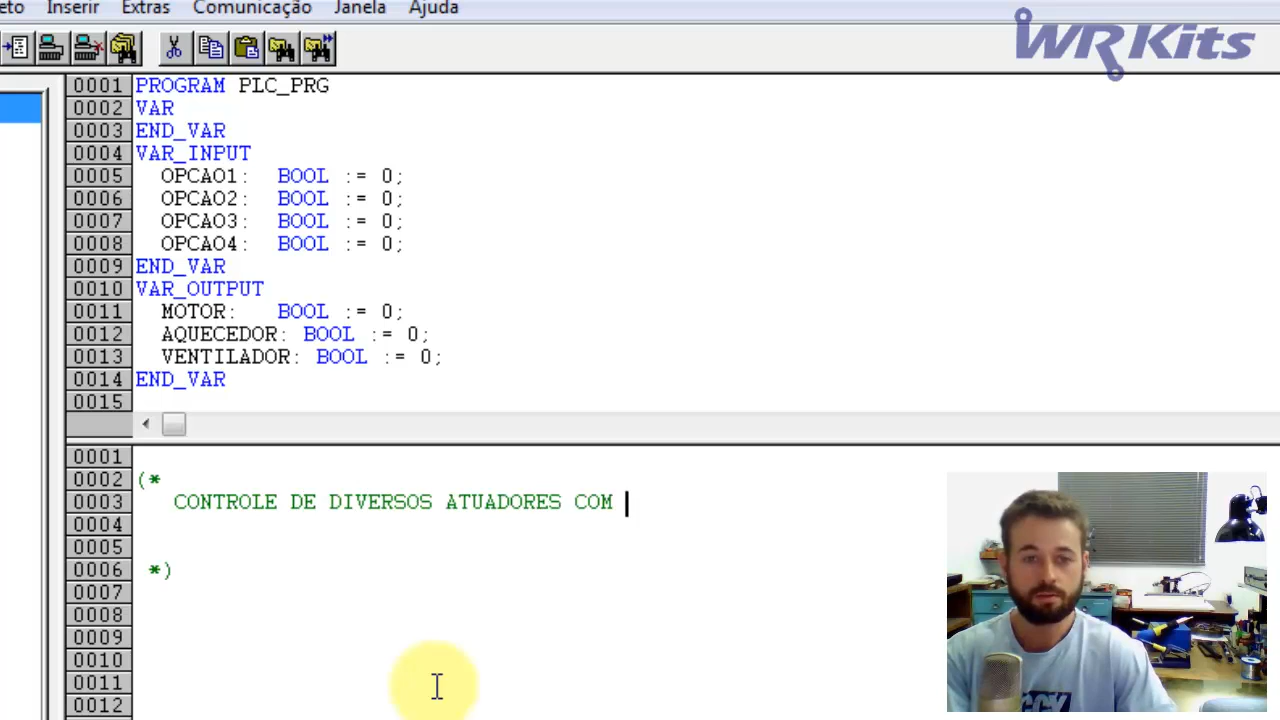 eto Inserir Extras Comunicação Janela Ajuda
WR Kits
0001 PROGRAM PLC_PRG
0002 VAR
0003 END_VAR
0004 VAR_INPUT
0005 OPCAO1: BOOL := 0;
0006 OPCAO2: BOOL := 0;
0007 OPCAO3: BOOL := 0;
0008 OPCAO4: BOOL := 0;
0009 END_VAR
0010 VAR_OUTPUT
0011 MOTOR: BOOL := 0;
0012 AQUECEDOR: BOOL := 0;
0013 VENTILADOR: BOOL := 0;
0014 END_VAR
0015
0001
0002 (*
0003 CONTROLE DE DIVERSOS ATUADORES COM
0004
0005
0006 *)
0007
0008
0009
0010
0011
0012